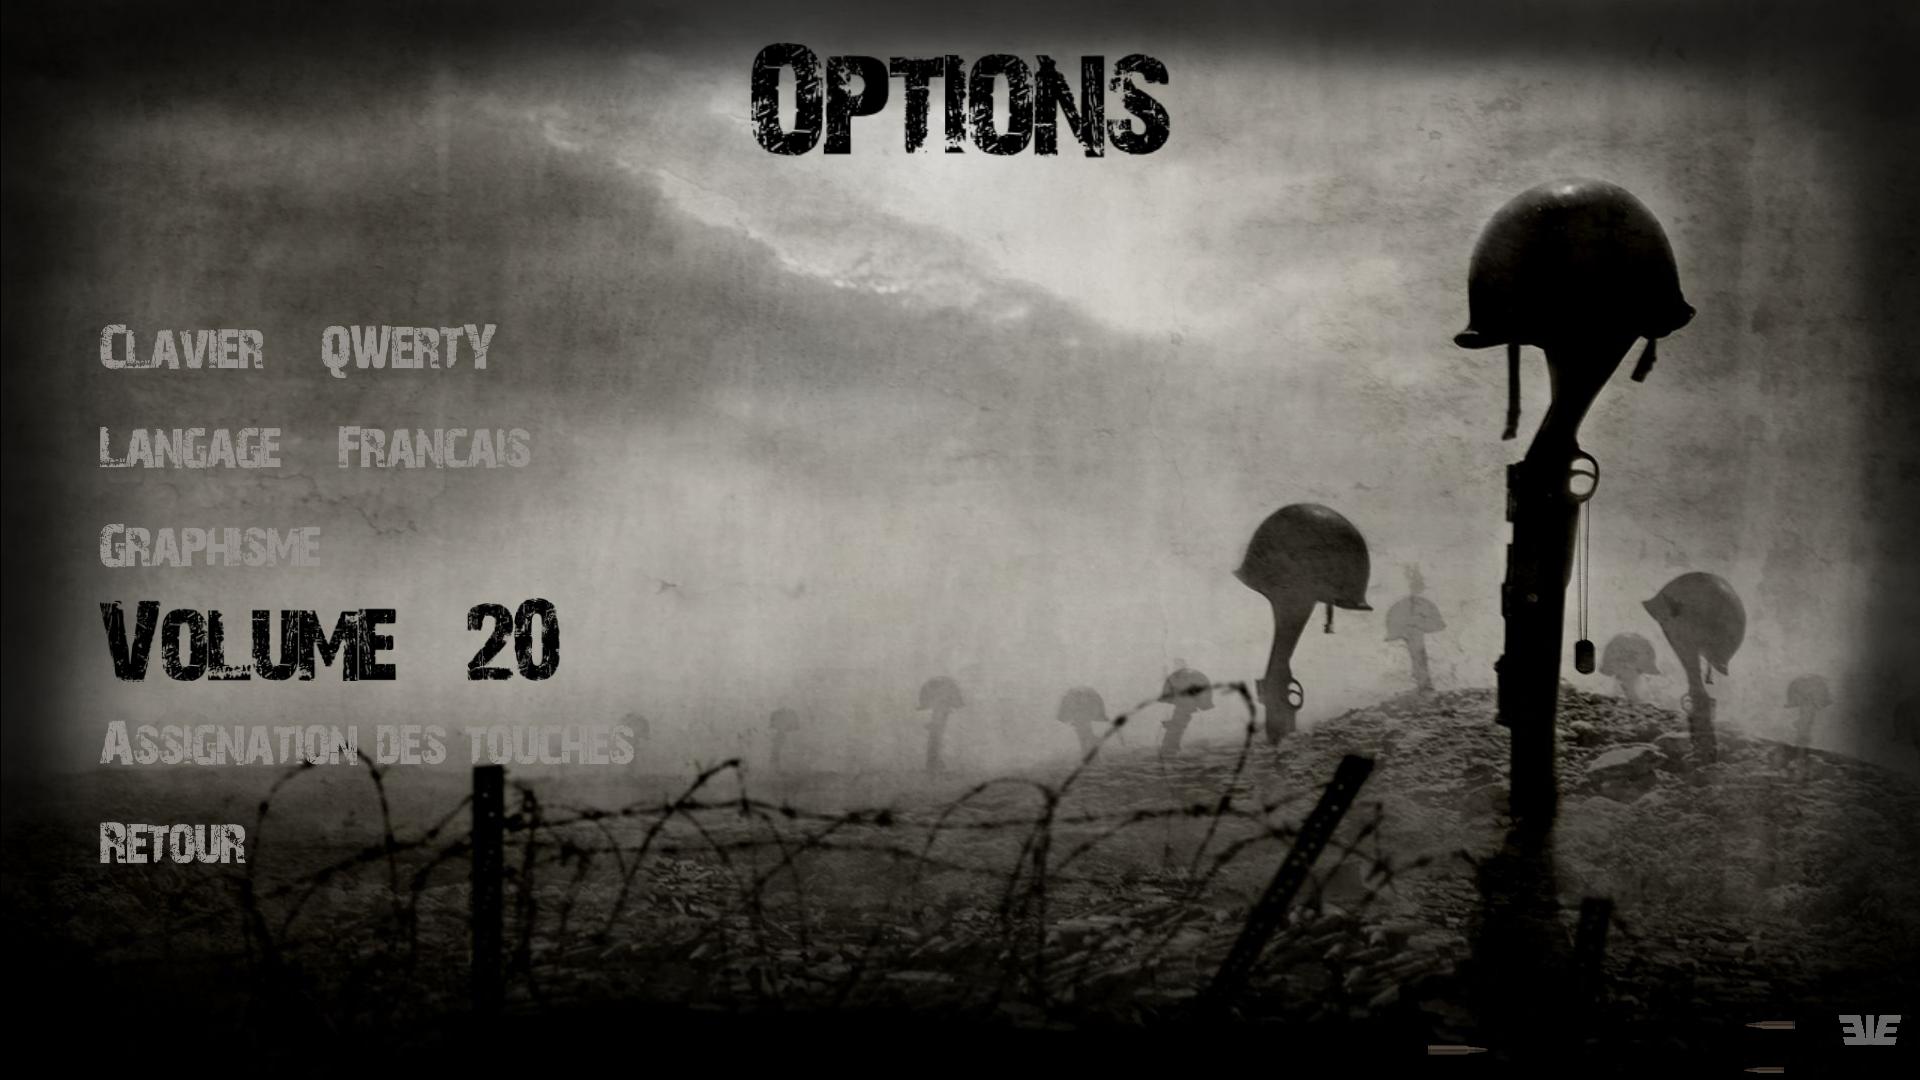 Options
Clavier QWERTY
Langage Francais
Graphisme
Volume 20
Assignation des touches
Retour